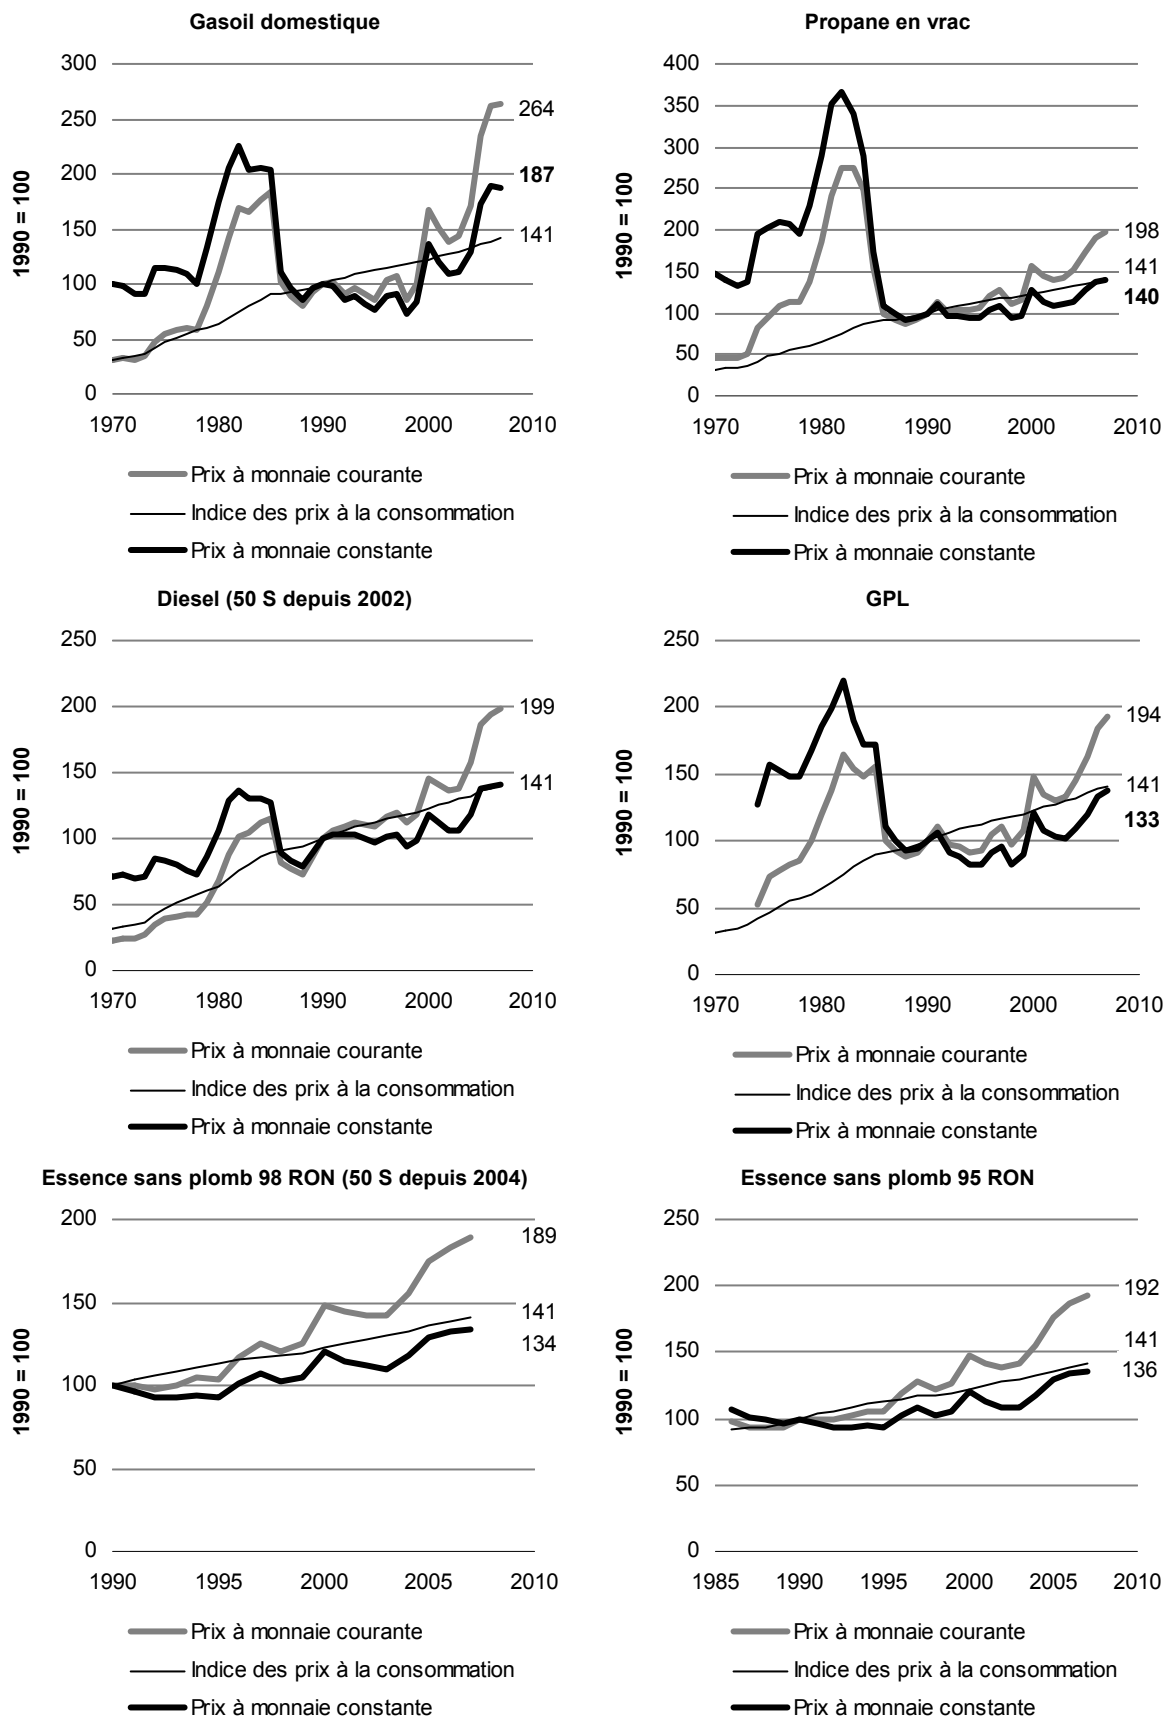 Gasoil domestique
300
250
200
150
100
50
0
1990 = 100
264
187
141
1970 1980 1990 2000 2010
Prix à monnaie courante
Indice des prix à la consommation
Prix à monnaie constante
Propane en vrac
400
350
300
250
200
150
100
50
0
1990 = 100
198
141
140
1970 1980 1990 2000 2010
Prix à monnaie courante
Indice des prix à la consommation
Prix à monnaie constante
Diesel (50 S depuis 2002)
250
200
150
100
50
0
1990 = 100
199
141
1970 1980 1990 2000 2010
Prix à monnaie courante
Indice des prix à la consommation
Prix à monnaie constante
GPL
250
200
150
100
50
0
1990 = 100
194
141
133
1970 1980 1990 2000 2010
Prix à monnaie courante
Indice des prix à la consommation
Prix à monnaie constante
Essence sans plomb 98 RON (50 S depuis 2004)
200
150
100
50
0
1990 = 100
189
141
134
1990 1995 2000 2005 2010
Prix à monnaie courante
Indice des prix à la consommation
Prix à monnaie constante
Essence sans plomb 95 RON
250
200
150
100
50
0
1990 = 100
192
141
136
1985 1990 1995 2000 2005 2010
Prix à monnaie courante
Indice des prix à la consommation
Prix à monnaie constante